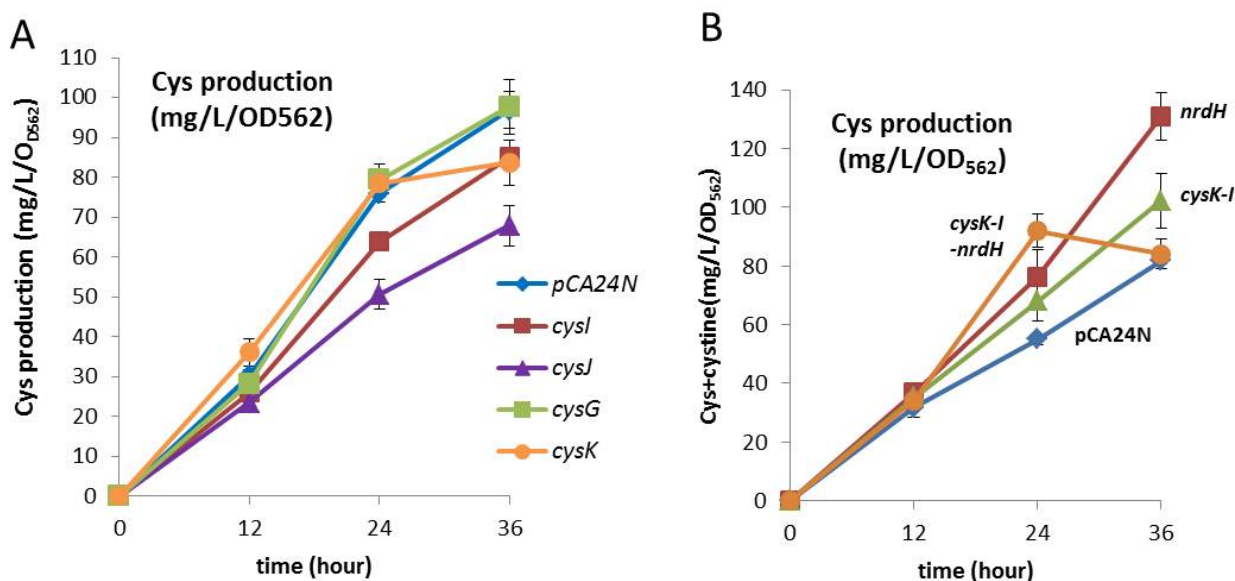 A
Cys production
(mg/L/OD562)
Cys production (mg/L/O_D562)
110
100
90
80
70
60
50
40
30
20
10
0
0
12
24
36
time (hour)
pCA24N
cysI
cysJ
cysG
cysK
B
Cys production
(mg/L/OD₅₆₂)
Cys+cystine(mg/L/OD₅₆₂)
140
120
100
80
60
40
20
0
0
12
24
36
time (hour)
nrdH
cysK-I
cysK-I
-nrdH
pCA24N